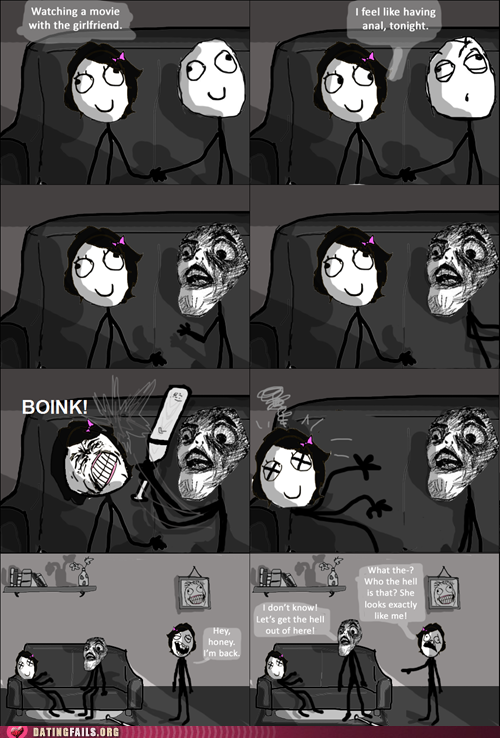 Watching a movie
with the girlfriend.
I feel like having
anal, tonight.
BOINK!
Hey,
honey.
I'm back.
I don't know!
Let's get the hell
out of here!
What the-?
Who the hell
is that? She
looks exactly
like me!
DATINGFAILS.ORG